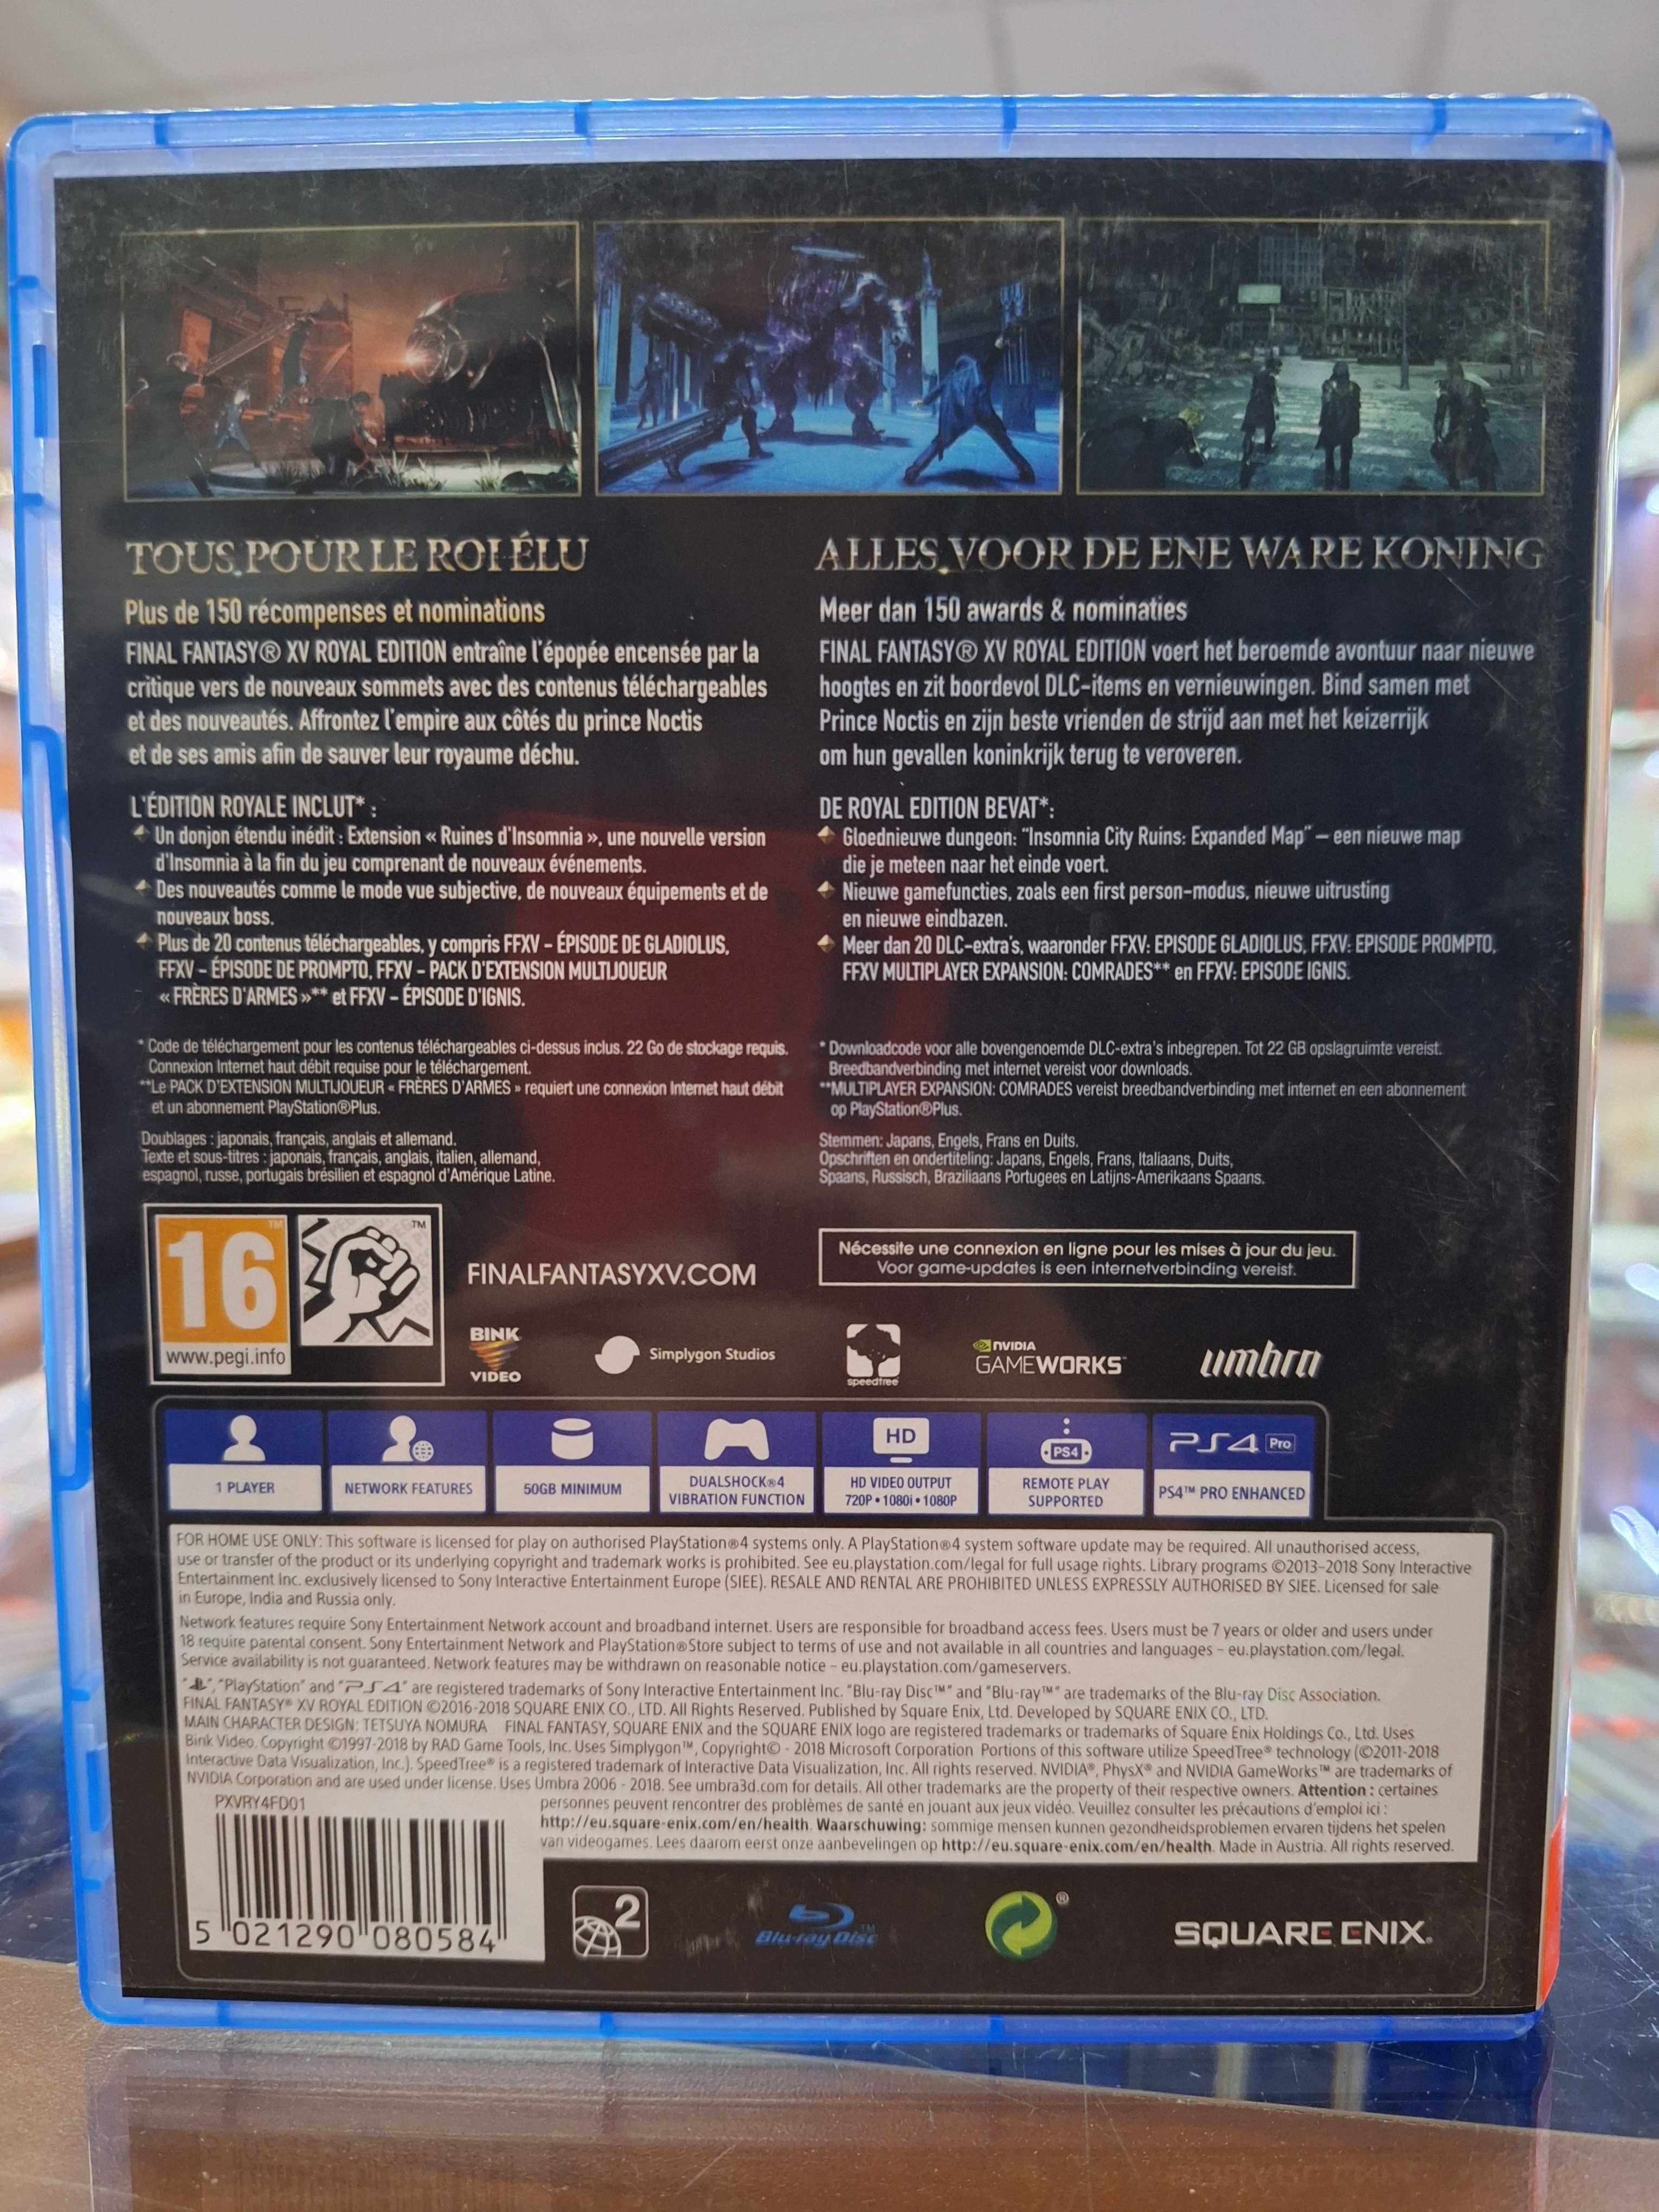 TOUS POUR LE ROI ÉLU
Plus de 150 récompenses et nominations
FINAL FANTASY® XV ROYAL EDITION entraîne l'épopée encensée par la
critique vers de nouveaux sommets avec des contenus téléchargeables
et des nouveautés. Affrontez l'empire aux côtés du prince Noctis
et de ses amis afin de sauver leur royaume déchu.
L'ÉDITION ROYALE INCLUT* :
Un donjon étendu inédit : Extension « Ruines d'Insomnia », une nouvelle version
d'Insomnia à la fin du jeu comprenant de nouveaux événements.
Des nouveautés comme le mode vue subjective, de nouveaux équipements et de
nouveaux boss.
Plus de 20 contenus téléchargeables, y compris FFXV – ÉPISODE DE GLADIOLUS,
FFXV – ÉPISODE DE PROMPTO, FFXV – PACK D'EXTENSION MULTIJOUEUR
« FRÈRES D'ARMES »** et FFXV – ÉPISODE D'IGNIS.
* Code de téléchargement pour les contenus téléchargeables ci-dessus inclus. 22 Go de stockage requis.
Connexion Internet haut débit requise pour le téléchargement.
**Le PACK D'EXTENSION MULTIJOUEUR « FRÈRES D'ARMES » requiert une connexion Internet haut débit
et un abonnement PlayStation®Plus.
Doublages : japonais, français, anglais et allemand.
Texte et sous-titres : japonais, français, anglais, italien, allemand,
espagnol, russe, portugais brésilien et espagnol d'Amérique Latine.
ALLES VOOR DE ENE WARE KONING
Meer dan 150 awards & nominaties
FINAL FANTASY® XV ROYAL EDITION voert het beroemde avontuur naar nieuwe
hoogtes en zit boordevol DLC-items en vernieuwingen. Bind samen met
Prince Noctis en zijn beste vrienden de strijd aan met het keizerrijk
om hun gevallen koninkrijk terug te veroveren.
DE ROYAL EDITION BEVAT*:
Gloednieuwe dungeon: "Insomnia City Ruins: Expanded Map" – een nieuwe map
die je meteen naar het einde voert.
Nieuwe gamefuncties, zoals een first person-modus, nieuwe uitrusting
en nieuwe eindbazen.
Meer dan 20 DLC-extra's, waaronder FFXV: EPISODE GLADIOLUS, FFXV: EPISODE PROMPTO,
FFXV MULTIPLAYER EXPANSION: COMRADES** en FFXV: EPISODE IGNIS.
* Downloadcode voor alle bovengenoemde DLC-extra's inbegrepen. Tot 22 GB opslagruimte vereist.
Breedbandverbinding met internet vereist voor downloads.
**MULTIPLAYER EXPANSION: COMRADES vereist breedbandverbinding met internet en een abonnement
op PlayStation®Plus.
Stemmen: Japans, Engels, Frans en Duits.
Opschriften en ondertiteling: Japans, Engels, Frans, Italiaans, Duits,
Spaans, Russisch, Braziliaans Portugees en Latijns-Amerikaans Spaans.
16
www.pegi.info
FINALFANTASYXV.COM
Nécessite une connexion en ligne pour les mises à jour du jeu.
Voor game-updates is een internetverbinding vereist.
BINK
VIDEO
Simplygon Studios
speedtree
NVIDIA
GAMEWORKS™
umbra
1 PLAYER
NETWORK FEATURES
50GB MINIMUM
DUALSHOCK®4
VIBRATION FUNCTION
HD
HD VIDEO OUTPUT
720P • 1080i • 1080P
PS4
REMOTE PLAY
SUPPORTED
PS4 Pro
PS4™ PRO ENHANCED
FOR HOME USE ONLY: This software is licensed for play on authorised PlayStation®4 systems only. A PlayStation®4 system software update may be required. All unauthorised access,
use or transfer of the product or its underlying copyright and trademark works is prohibited. See eu.playstation.com/legal for full usage rights. Library programs ©2013–2018 Sony Interactive
Entertainment Inc. exclusively licensed to Sony Interactive Entertainment Europe (SIEE). RESALE AND RENTAL ARE PROHIBITED UNLESS EXPRESSLY AUTHORISED BY SIEE. Licensed for sale
in Europe, India and Russia only.
Network features require Sony Entertainment Network account and broadband internet. Users are responsible for broadband access fees. Users must be 7 years or older and users under
18 require parental consent. Sony Entertainment Network and PlayStation®Store subject to terms of use and not available in all countries and languages – eu.playstation.com/legal.
Service availability is not guaranteed. Network features may be withdrawn on reasonable notice – eu.playstation.com/gameservers.
"PlayStation" and "PS4" are registered trademarks of Sony Interactive Entertainment Inc. "Blu-ray Disc™" and "Blu-ray™" are trademarks of the Blu-ray Disc Association.
FINAL FANTASY® XV ROYAL EDITION ©2016-2018 SQUARE ENIX CO., LTD. All Rights Reserved. Published by Square Enix, Ltd. Developed by SQUARE ENIX CO., LTD.
MAIN CHARACTER DESIGN: TETSUYA NOMURA FINAL FANTASY, SQUARE ENIX and the SQUARE ENIX logo are registered trademarks or trademarks of Square Enix Holdings Co., Ltd. Uses
Bink Video. Copyright ©1997-2018 by RAD Game Tools, Inc. Uses Simplygon™, Copyright© - 2018 Microsoft Corporation Portions of this software utilize SpeedTree® technology (©2011-2018
Interactive Data Visualization, Inc.). SpeedTree® is a registered trademark of Interactive Data Visualization, Inc. All rights reserved. NVIDIA®, PhysX® and NVIDIA GameWorks™ are trademarks of
NVIDIA Corporation and are used under license. Uses Umbra 2006 - 2018. See umbra3d.com for details. All other trademarks are the property of their respective owners. Attention : certaines
personnes peuvent rencontrer des problèmes de santé en jouant aux jeux vidéo. Veuillez consulter les précautions d'emploi ici :
http://eu.square-enix.com/en/health. Waarschuwing: sommige mensen kunnen gezondheidsproblemen ervaren tijdens het spelen
van videogames. Lees daarom eerst onze aanbevelingen op http://eu.square-enix.com/en/health. Made in Austria. All rights reserved.
PXVRY4FD01
5 021290 080584
2
Blu-ray Disc™
SQUARE ENIX®